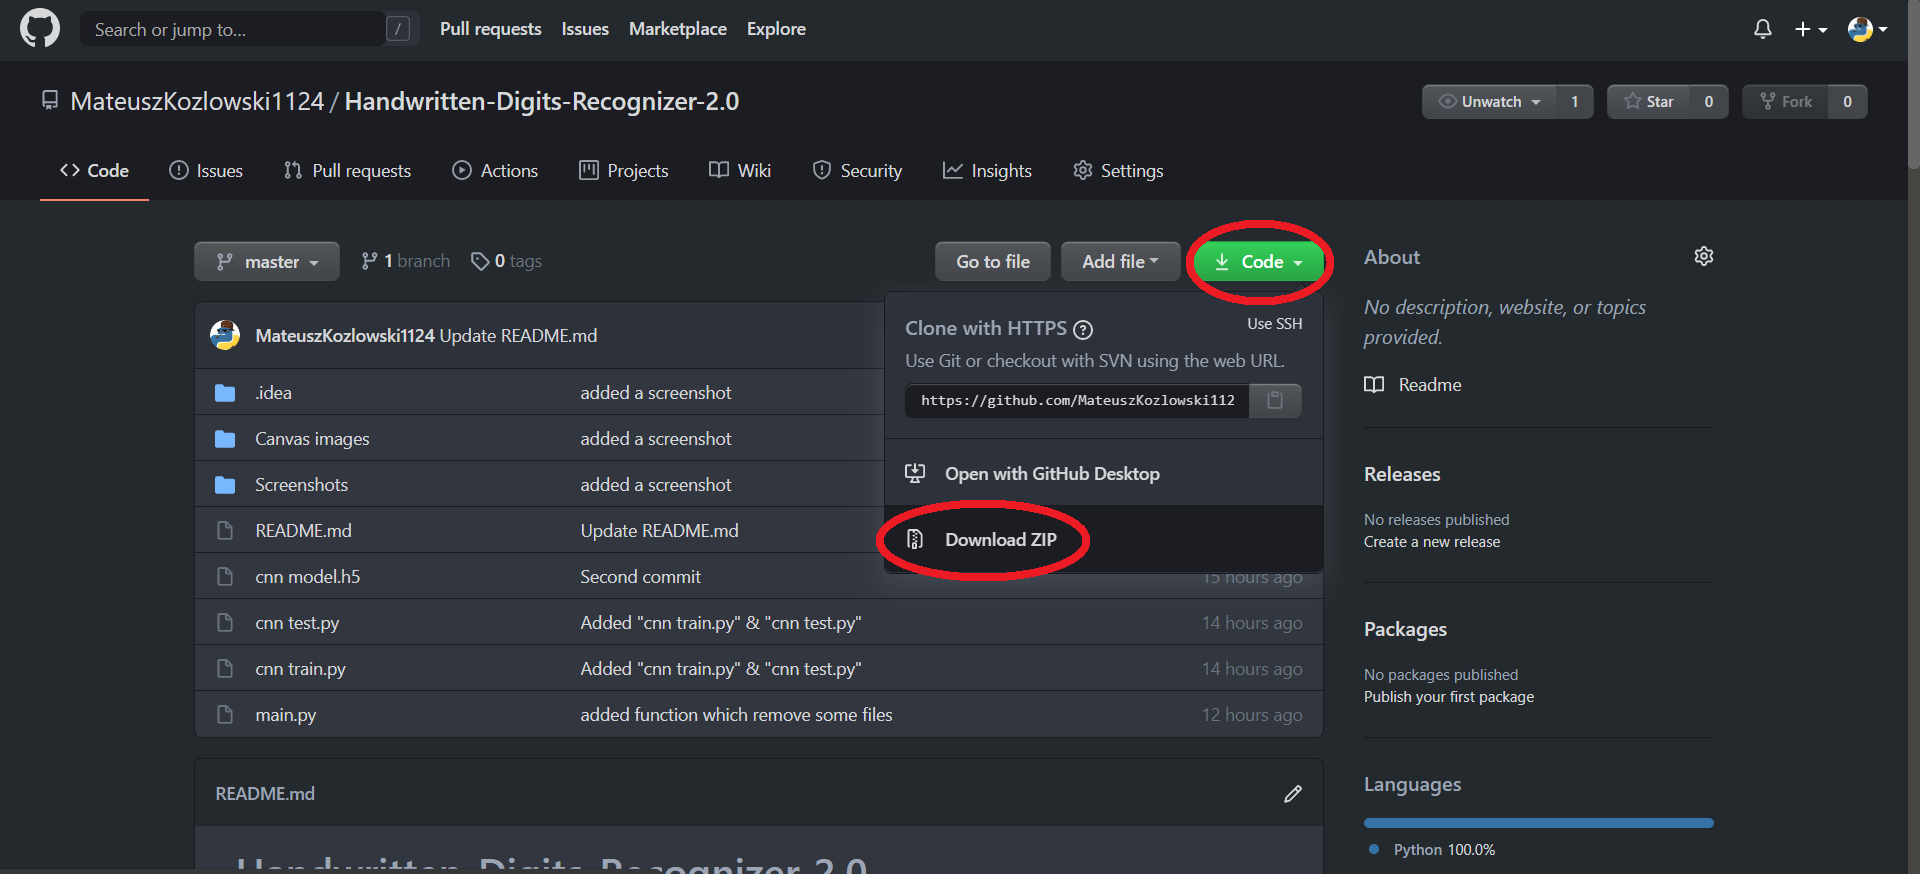 Search or jump to... /
Pull requests Issues Marketplace Explore
MateuszKozlowski1124 / Handwritten-Digits-Recognizer-2.0
Unwatch 1 Star 0 Fork 0
Code Issues Pull requests Actions Projects Wiki Security Insights Settings
master 1 branch 0 tags
Go to file Add file Code
MateuszKozlowski1124 Update README.md
.idea added a screenshot
Canvas images added a screenshot
Screenshots added a screenshot
README.md Update README.md
cnn model.h5 Second commit 15 hours ago
cnn test.py Added "cnn train.py" & "cnn test.py" 14 hours ago
cnn train.py Added "cnn train.py" & "cnn test.py" 14 hours ago
main.py added function which remove some files 12 hours ago
Clone with HTTPS ? Use SSH
Use Git or checkout with SVN using the web URL.
https://github.com/MateuszKozlowski112
Open with GitHub Desktop
Download ZIP
README.md
Handwritten-Digits-Recognizer-2.0
About
No description, website, or topics
provided.
Readme
Releases
No releases published
Create a new release
Packages
No packages published
Publish your first package
Languages
Python 100.0%